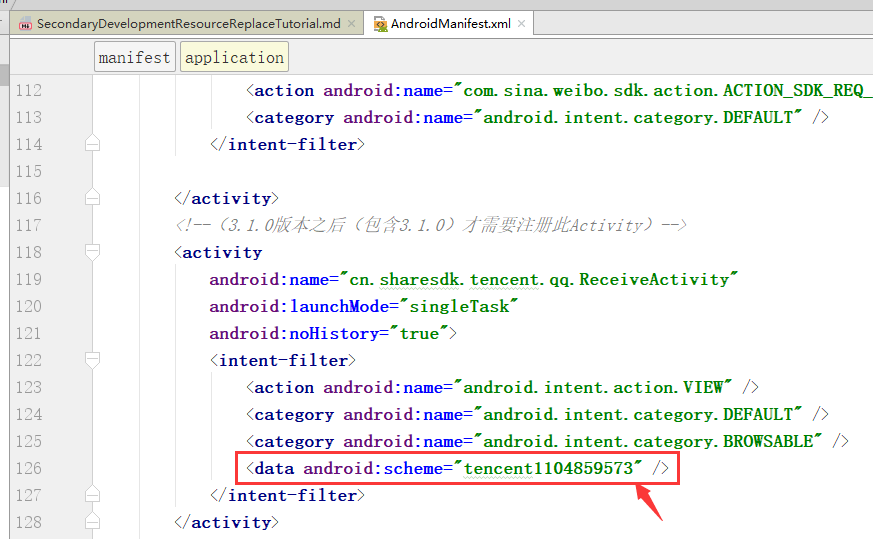 SecondaryDevelopmentResourceReplaceTutorial.md AndroidManifest.xml
manifest application
112 <action android:name="com.sina.weibo.sdk.action.ACTION_SDK_REQ_
113 <category android:name="android.intent.category.DEFAULT" />
114 </intent-filter>
115
116 </activity>
117 <!--（3.1.0版本之后（包含3.1.0）才需要注册此Activity）-->
118 <activity
119 android:name="cn.sharesdk.tencent.qq.ReceiveActivity"
120 android:launchMode="singleTask"
121 android:noHistory="true">
122 <intent-filter>
123 <action android:name="android.intent.action.VIEW" />
124 <category android:name="android.intent.category.DEFAULT" />
125 <category android:name="android.intent.category.BROWSABLE" />
126 <data android:scheme="tencent1104859573" />
127 </intent-filter>
128 </activity>